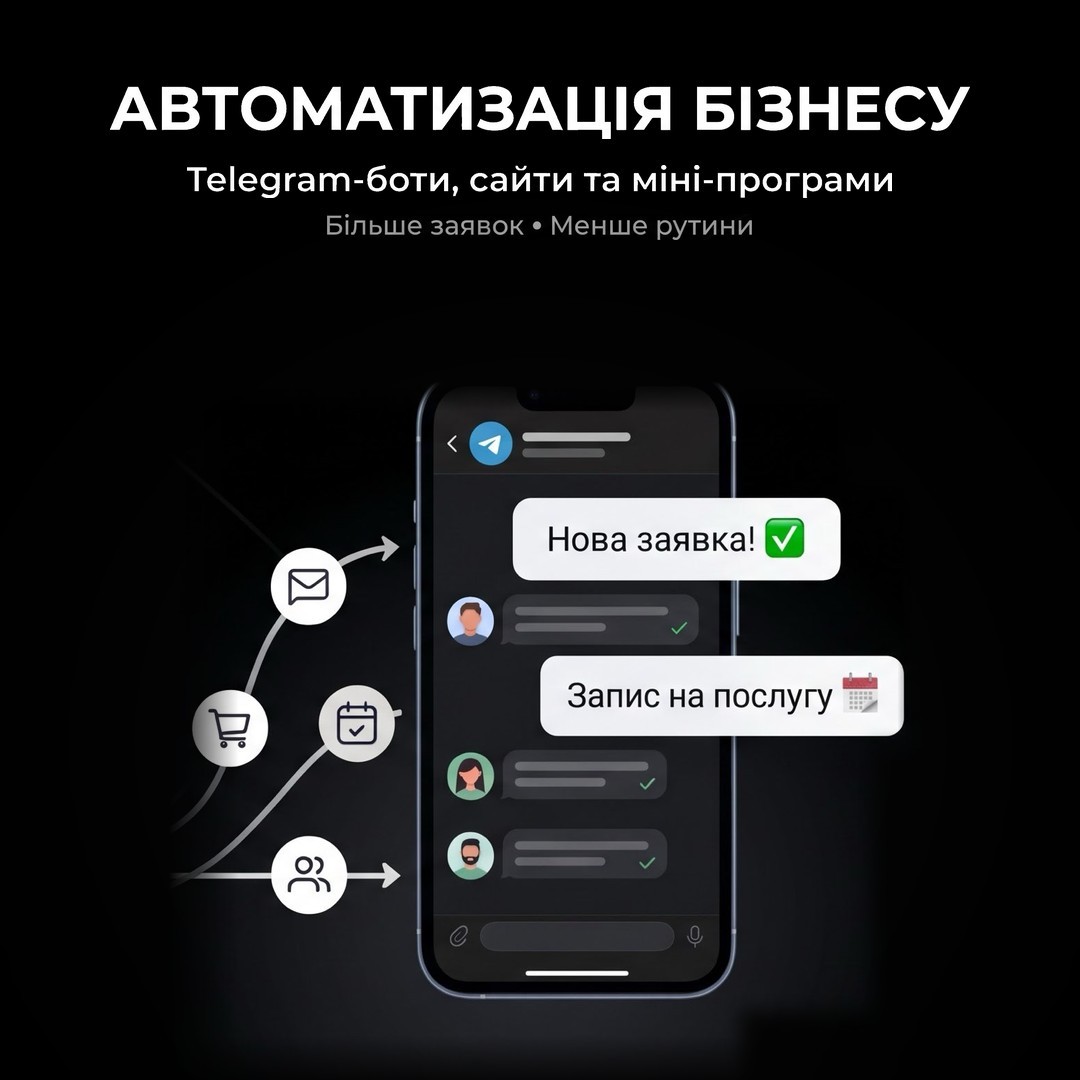 АВТОМАТИЗАЦІЯ БІЗНЕСУ
Telegram-боти, сайти та міні-програми
Більше заявок • Менше рутини
Нова заявка! ✅
Запис на послугу 📅